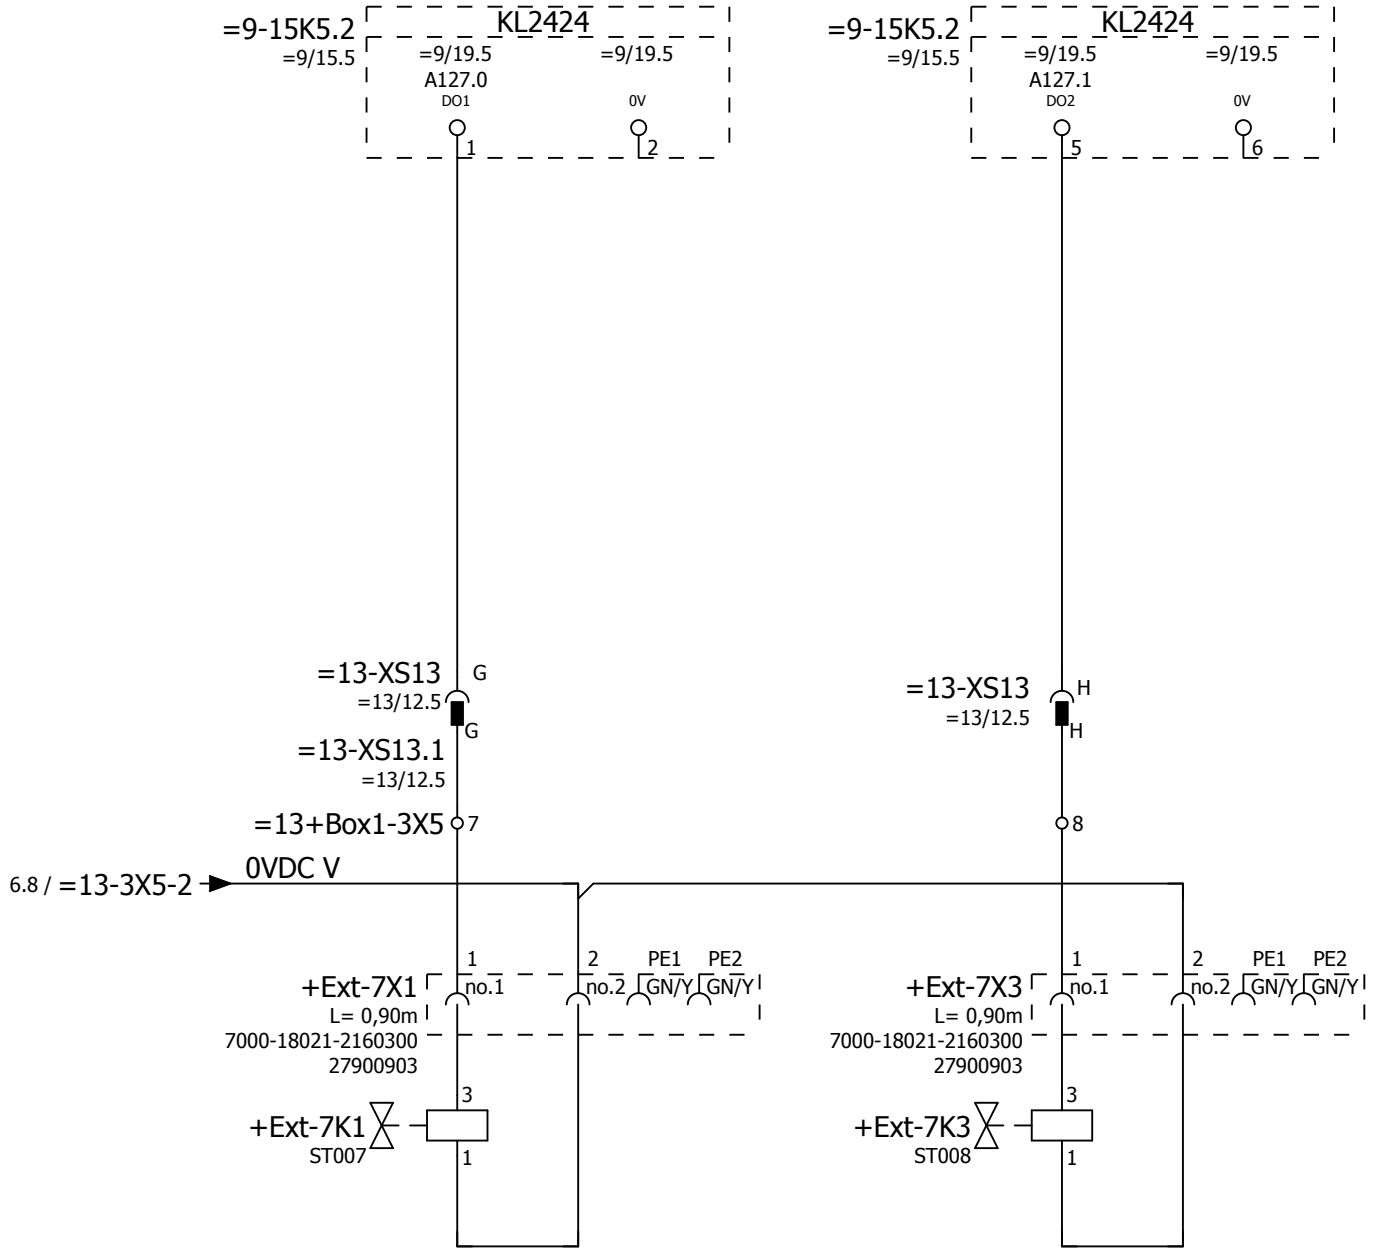 =9-15K5.2
=9/15.5
KL2424
=9/19.5
=9/19.5
A127.0
DO1
0V
1
2
=9-15K5.2
=9/15.5
KL2424
=9/19.5
=9/19.5
A127.1
DO2
0V
5
6
=13-XS13
G
=13/12.5
G
=13-XS13.1
=13/12.5
=13-XS13
H
=13/12.5
H
=13+Box1-3X5
7
8
6.8 / =13-3X5-2
0VDC V
1
2
PE1
PE2
+Ext-7X1
no.1
no.2
GN/Y
GN/Y
L= 0,90m
7000-18021-2160300
27900903
3
+Ext-7K1
ST007
1
1
2
PE1
PE2
+Ext-7X3
no.1
no.2
GN/Y
GN/Y
L= 0,90m
7000-18021-2160300
27900903
3
+Ext-7K3
ST008
1